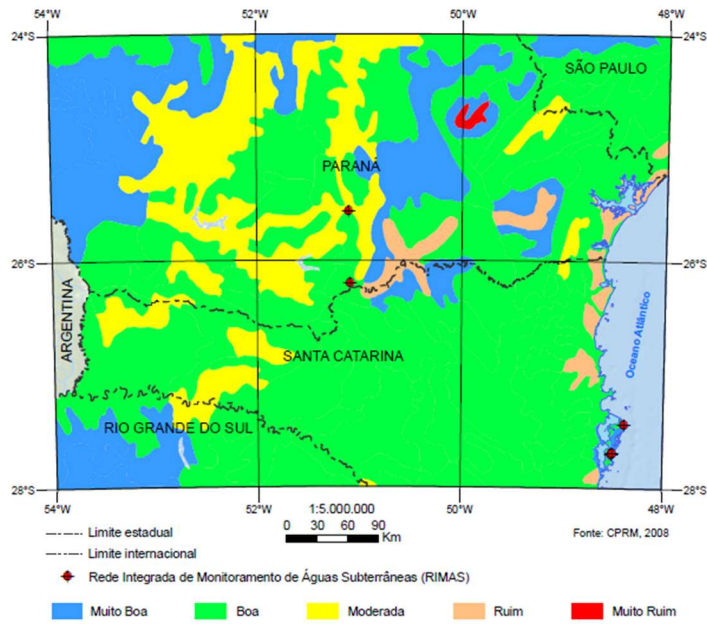 54°W 52°W 50°W 48°W
24°S 24°S
SÃO PAULO
PARANÁ
26°S 26°S
ARGENTINA
Oceano Atlântico
SANTA CATARINA
RIO GRANDE DO SUL
28°S 28°S
54°W 52°W 50°W 48°W
1:5.000.000
0 30 60 90
Km
Fonte: CPRM, 2008
Limite estadual
Limite internacional
Rede Integrada de Monitoramento de Águas Subterrâneas (RIMAS)
Muito Boa Boa Moderada Ruim Muito Ruim